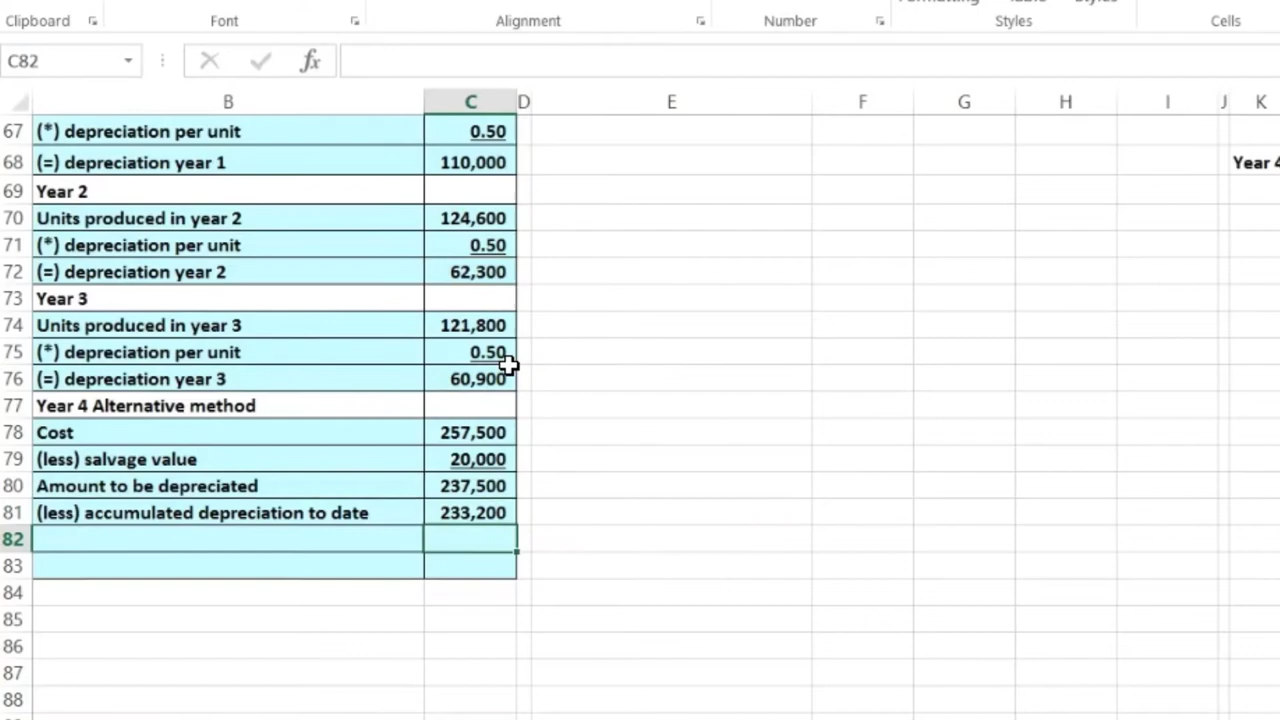 Clipboard Font Alignment Number Styles Cells
C82 fx
B C D E F G H I J K
67 (*) depreciation per unit 0.50
68 (=) depreciation year 1 110,000 Year 4
69 Year 2
70 Units produced in year 2 124,600
71 (*) depreciation per unit 0.50
72 (=) depreciation year 2 62,300
73 Year 3
74 Units produced in year 3 121,800
75 (*) depreciation per unit 0.50
76 (=) depreciation year 3 60,900
77 Year 4 Alternative method
78 Cost 257,500
79 (less) salvage value 20,000
80 Amount to be depreciated 237,500
81 (less) accumulated depreciation to date 233,200
82
83
84
85
86
87
88